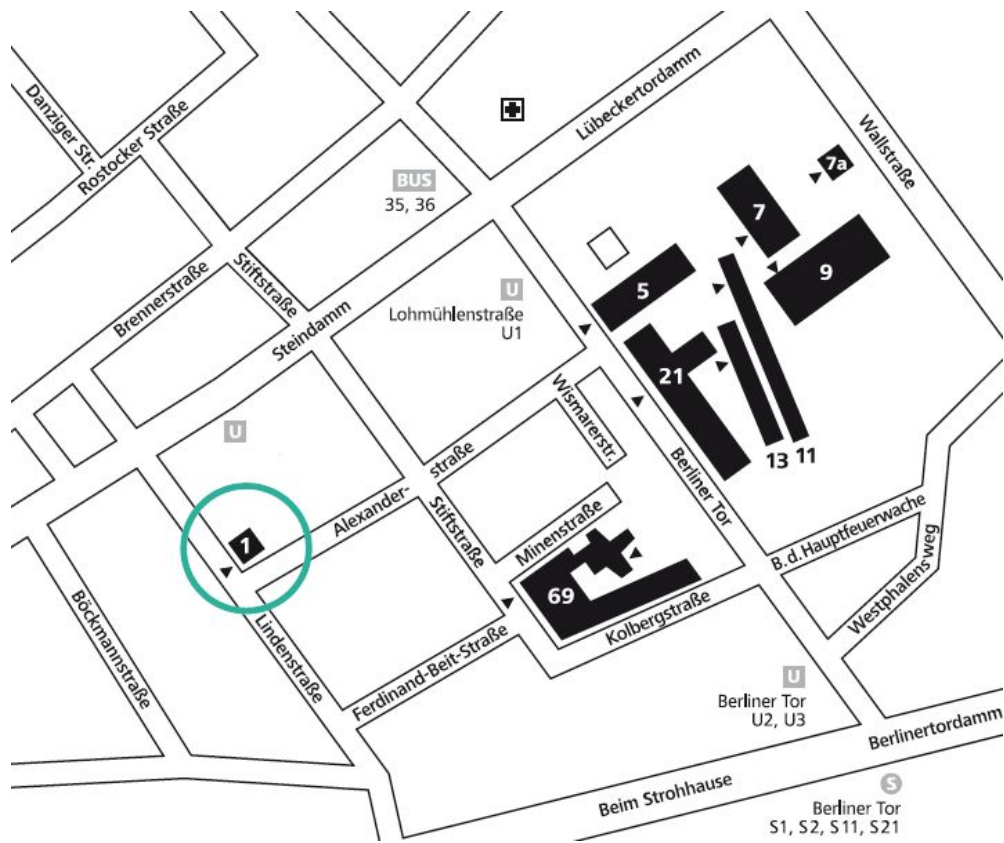 Danziger Str.
Rostocker Straße
Lübeckertordamm
Wallstraße
BUS
35, 36
7a
7
9
5
Brennerstraße
Stiftstraße
Steindamm
U
Lohmühlenstraße
U1
21
13
11
Wismarerstr.
U
Alexander-
straße
Stiftstraße
Berliner Tor
1
Minenstraße
69
Kolbergstraße
B.d.Hauptfeuerwache
Westphalensweg
Böckmannstraße
Lindenstraße
Ferdinand-Beit-Straße
U
Berliner Tor
U2, U3
Beim Strohhause
Berlinertordamm
S
Berliner Tor
S1, S2, S11, S21